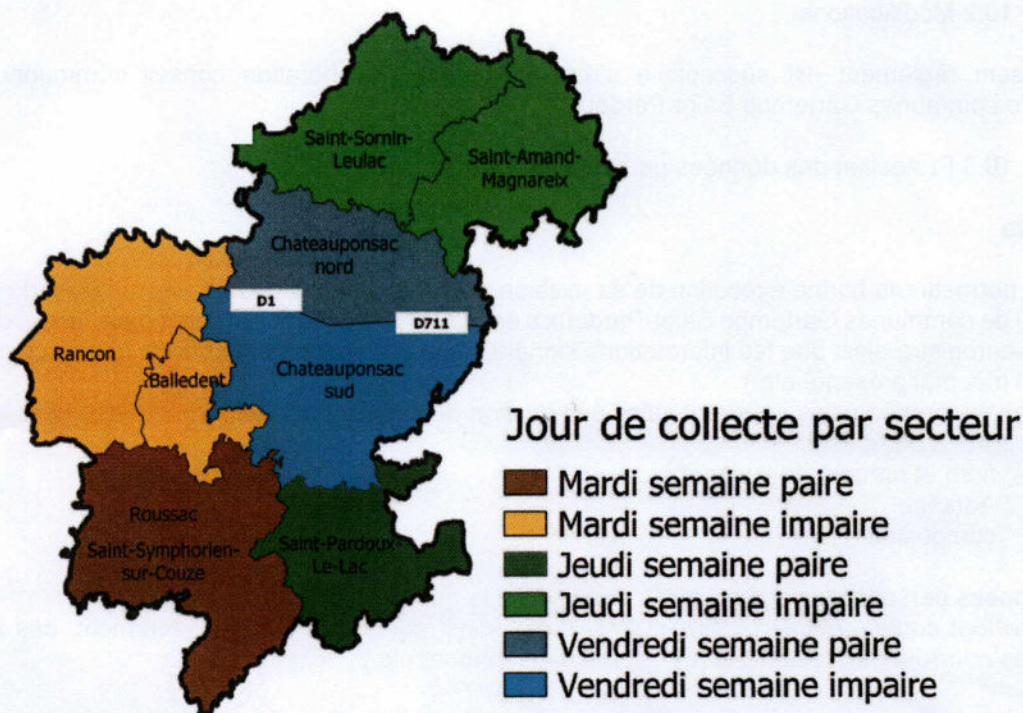 Saint-Sornin-
Leulac
Saint-Amand-
Magnareix
Chateauponsac
nord
D1
D711
Rancon
Balledent
Chateauponsac
sud
Jour de collecte par secteur
Mardi semaine paire
Mardi semaine impaire
Jeudi semaine paire
Jeudi semaine impaire
Vendredi semaine paire
Vendredi semaine impaire
Roussac
Saint-Symphorien-
sur-Couze
Saint-Pardoux-
Le-Lac